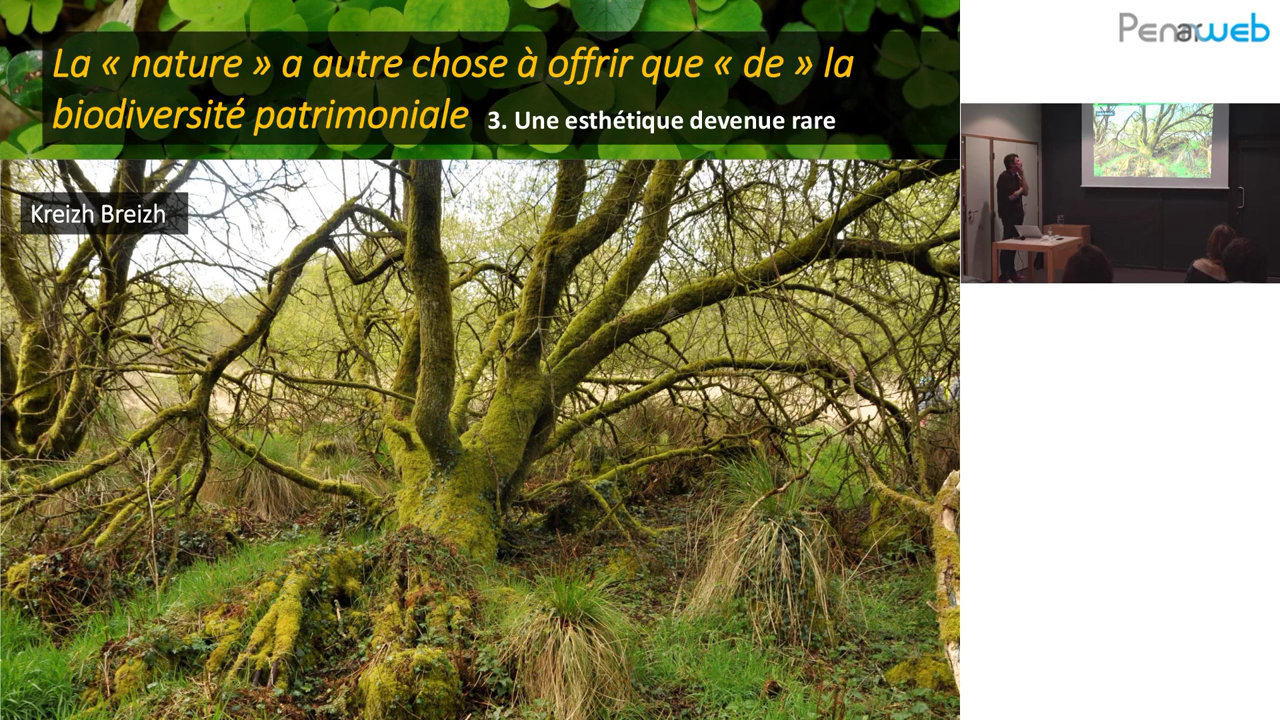 La « nature » a autre chose à offrir que « de » la
biodiversité patrimoniale 3. Une esthétique devenue rare
Kreizh Breizh
Penarweb